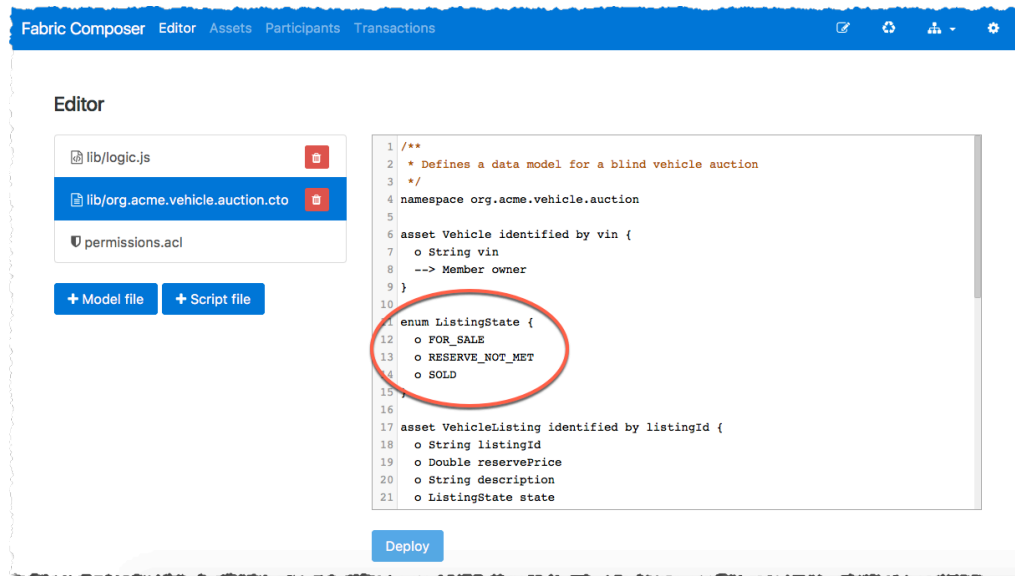 Fabric Composer Editor Assets Participants Transactions
Editor
lib/logic.js
lib/org.acme.vehicle.auction.cto
permissions.acl
+ Model file + Script file
1 /**
2  * Defines a data model for a blind vehicle auction
3  */
4 namespace org.acme.vehicle.auction
5
6 asset Vehicle identified by vin {
7   o String vin
8   --> Member owner
9 }
10
11 enum ListingState {
12   o FOR_SALE
13   o RESERVE_NOT_MET
14   o SOLD
15 }
16
17 asset VehicleListing identified by listingId {
18   o String listingId
19   o Double reservePrice
20   o String description
21   o ListingState state
Deploy